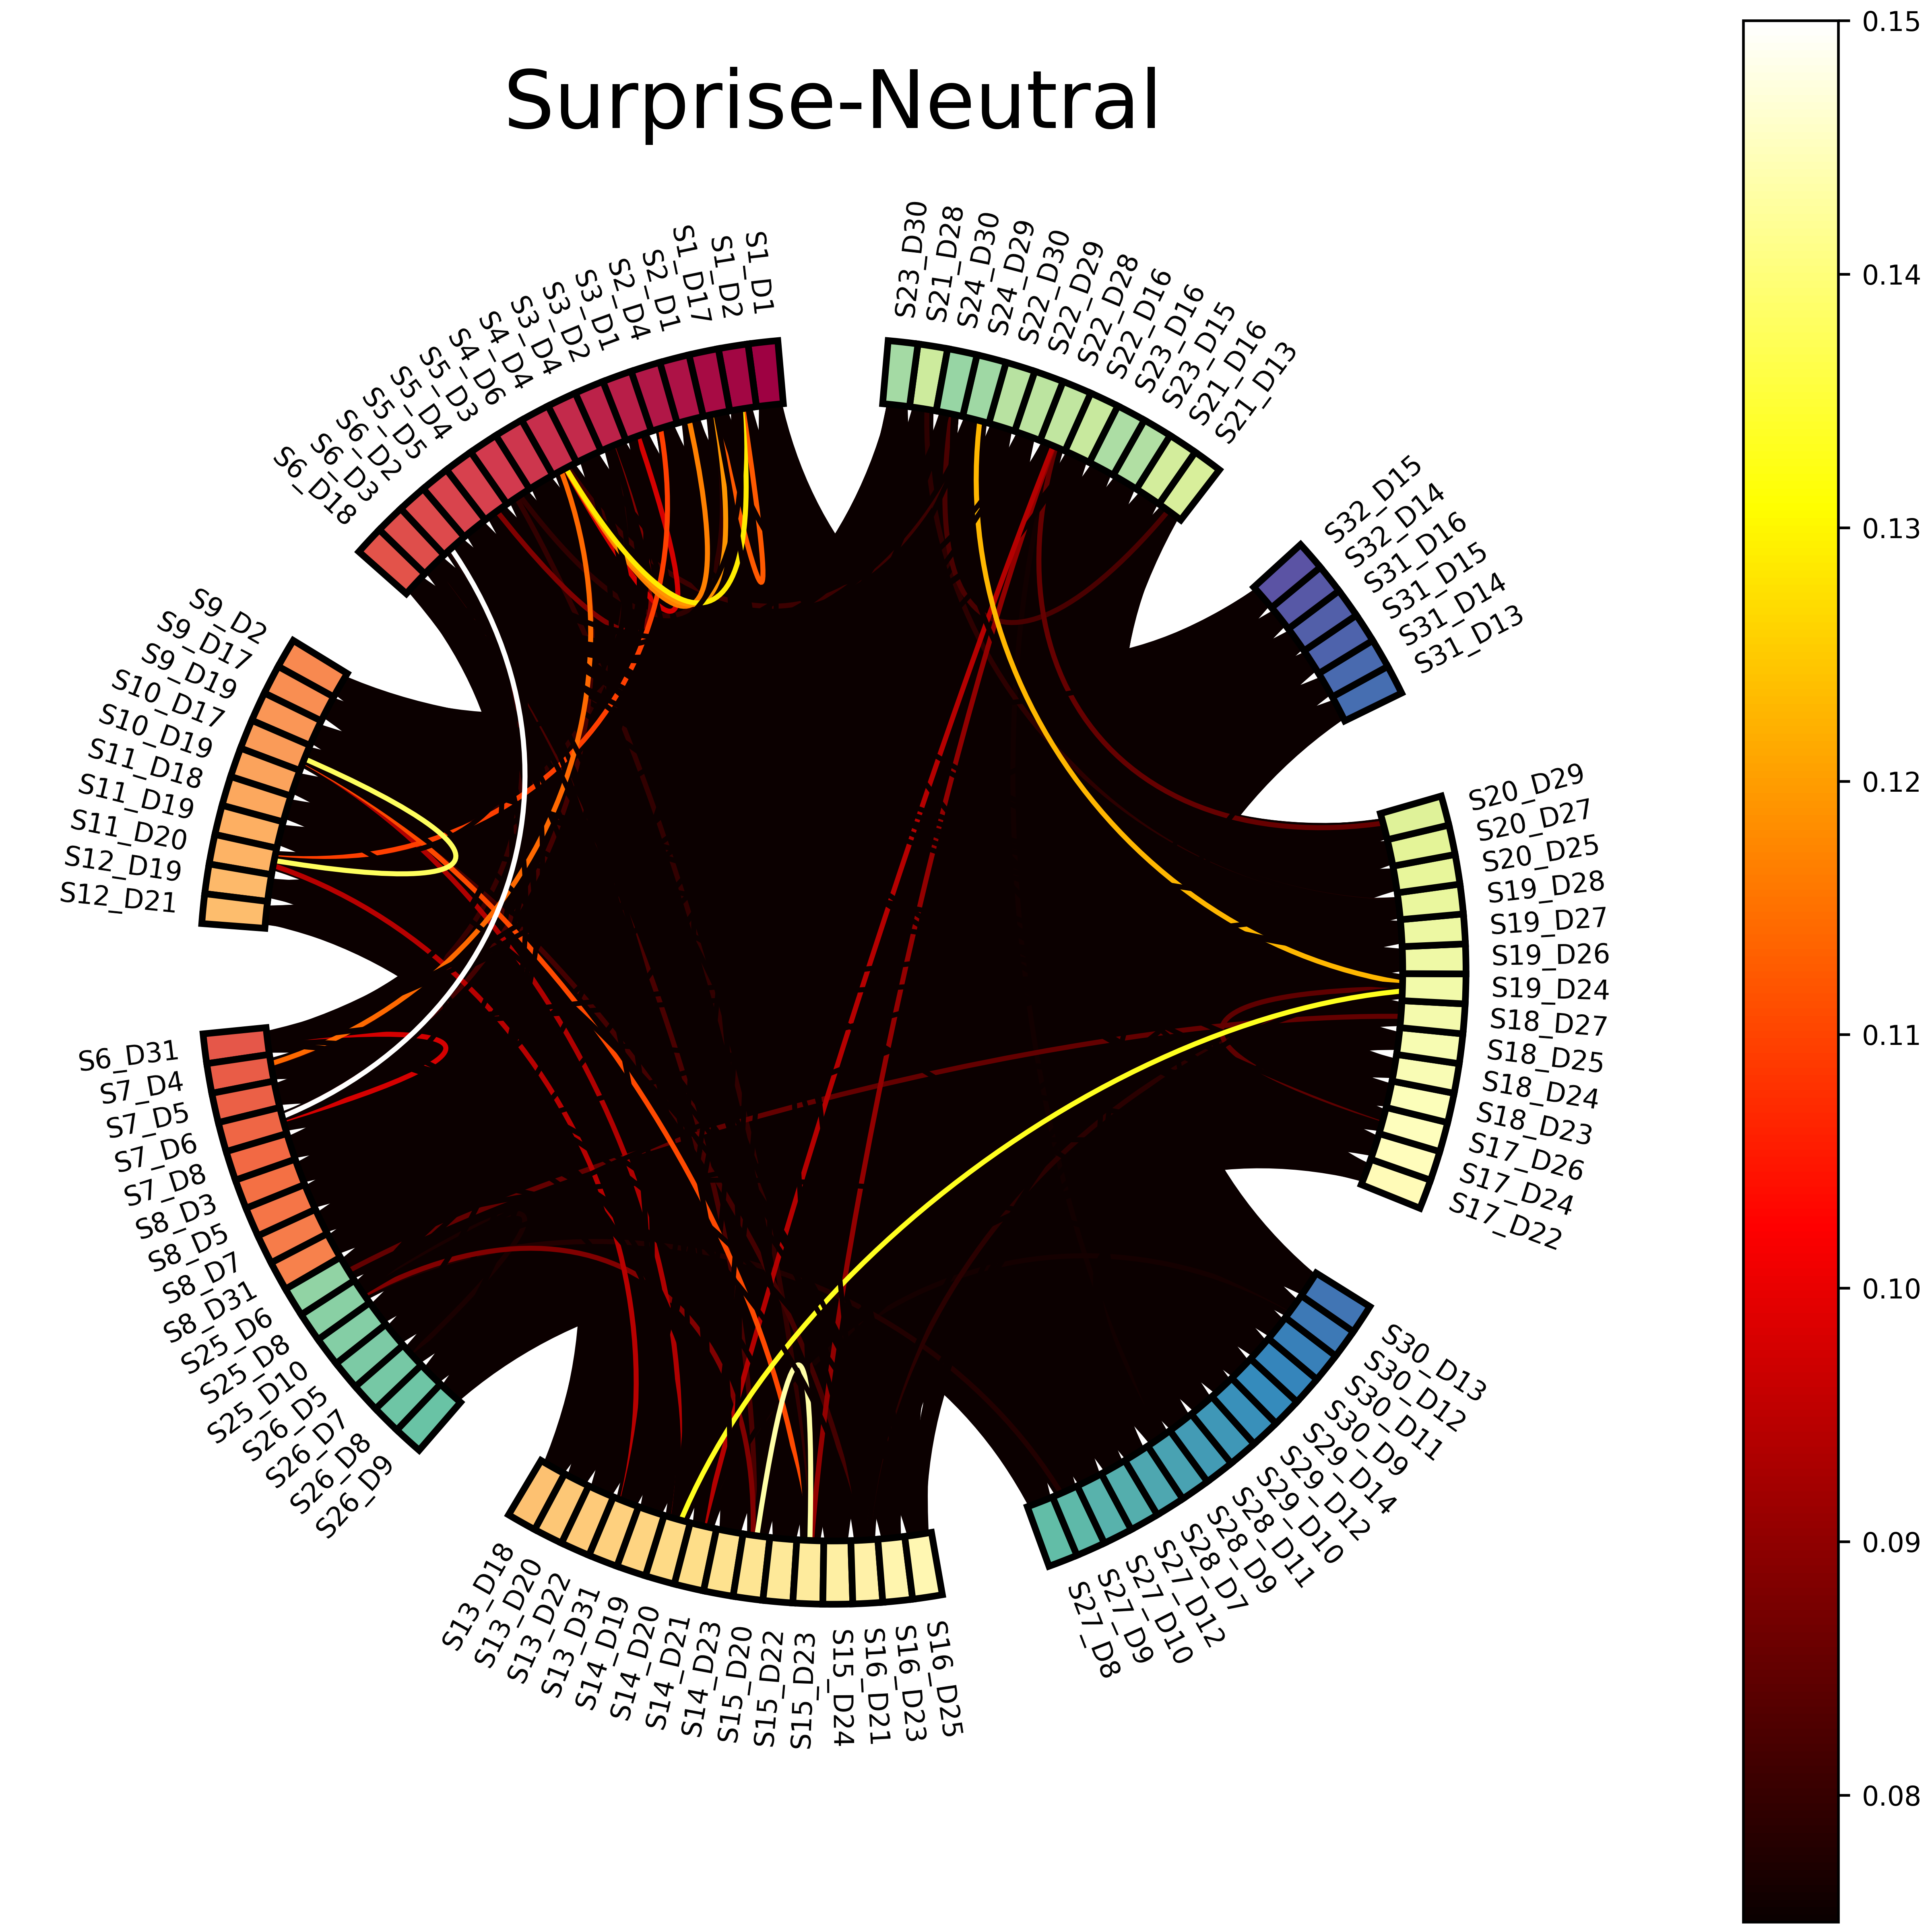 Surprise-Neutral
S1_D1
S1_D2
S1_D17
S2_D1
S2_D4
S3_D1
S3_D2
S3_D4
S4_D4
S4_D6
S5_D3
S5_D4
S5_D5
S6_D2
S6_D3
S6_D18
S9_D2
S9_D17
S9_D19
S10_D17
S10_D19
S11_D18
S11_D19
S11_D20
S12_D19
S12_D21
S6_D31
S7_D4
S7_D5
S7_D6
S7_D8
S8_D3
S8_D5
S8_D7
S8_D31
S25_D6
S25_D8
S25_D10
S26_D5
S26_D7
S26_D8
S26_D9
S13_D18
S13_D20
S13_D22
S13_D31
S14_D19
S14_D20
S14_D21
S14_D23
S15_D20
S15_D22
S15_D23
S15_D24
S16_D21
S16_D23
S16_D25
S27_D8
S27_D9
S27_D10
S27_D12
S28_D7
S28_D9
S28_D11
S29_D10
S29_D12
S29_D14
S30_D9
S30_D11
S30_D12
S30_D13
S17_D22
S17_D24
S17_D26
S18_D23
S18_D24
S18_D25
S18_D27
S19_D24
S19_D26
S19_D27
S19_D28
S20_D25
S20_D27
S20_D29
S31_D13
S31_D14
S31_D15
S31_D16
S32_D14
S32_D15
S21_D13
S21_D16
S23_D15
S23_D16
S22_D16
S22_D28
S22_D29
S22_D30
S24_D29
S24_D30
S21_D28
S23_D30
0.15
0.14
0.13
0.12
0.11
0.10
0.09
0.08